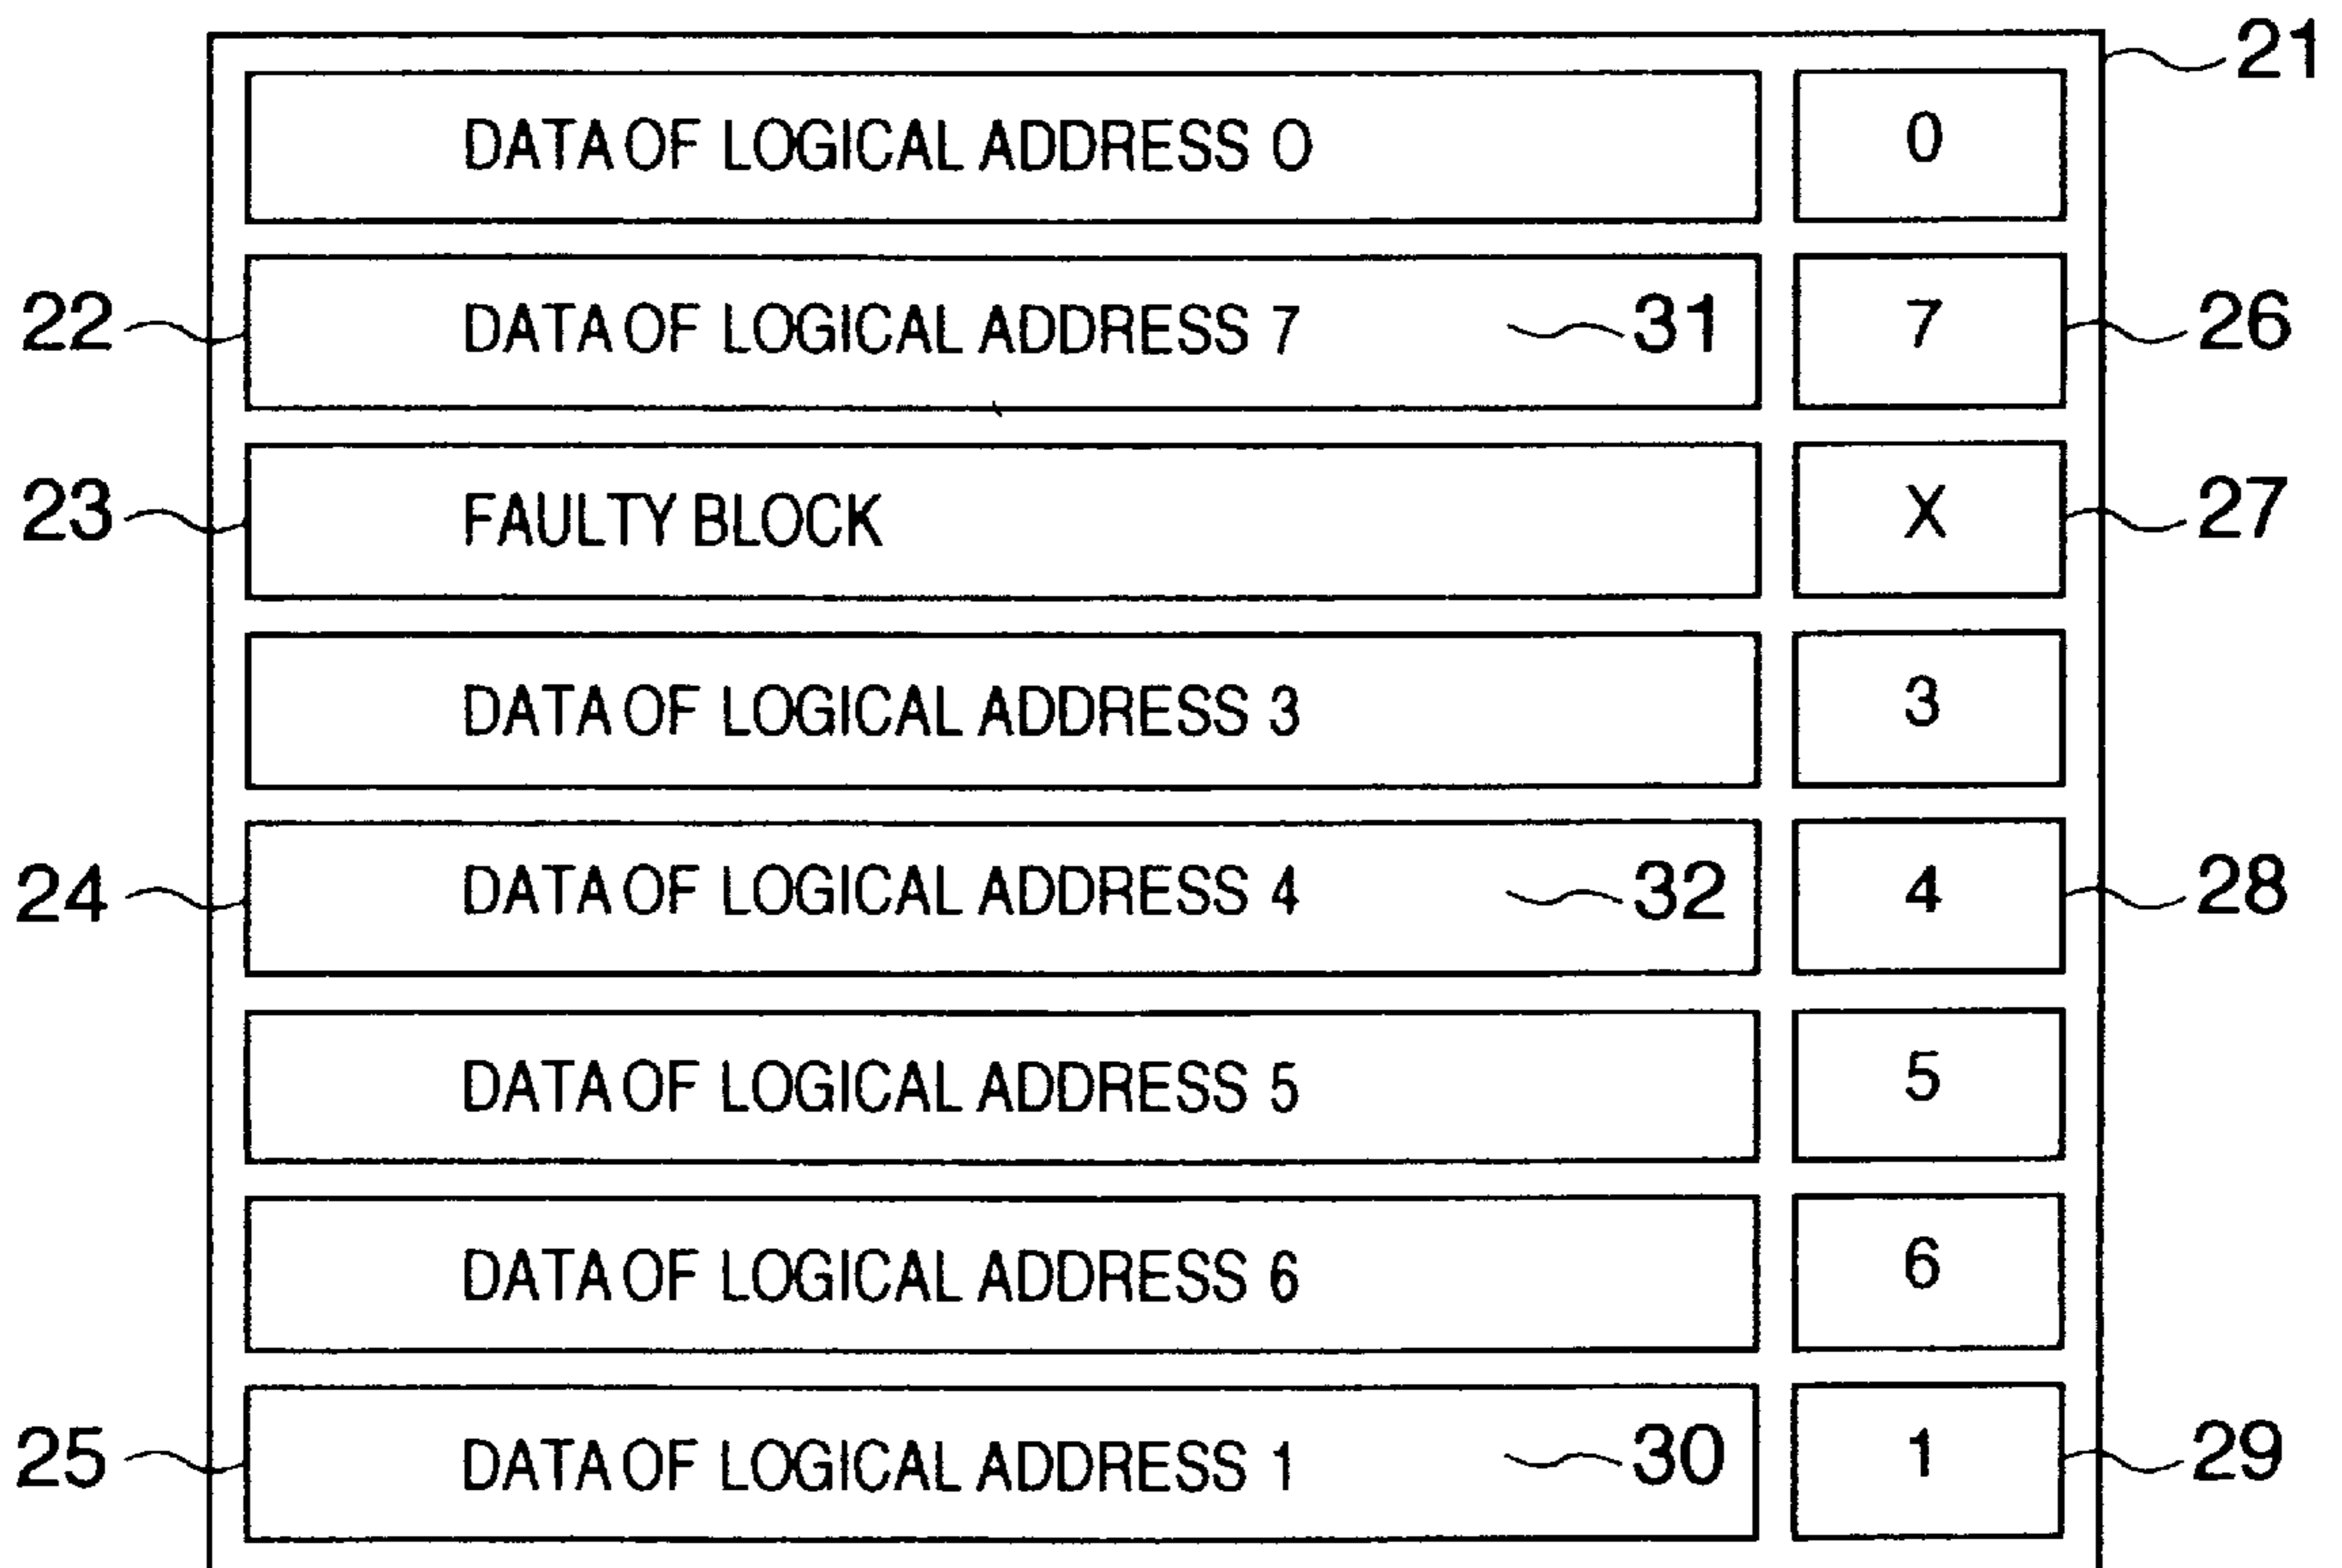 21
DATA OF LOGICAL ADDRESS 0 0
22 DATA OF LOGICAL ADDRESS 7 31 7 26
23 FAULTY BLOCK X 27
DATA OF LOGICAL ADDRESS 3 3
24 DATA OF LOGICAL ADDRESS 4 32 4 28
DATA OF LOGICAL ADDRESS 5 5
DATA OF LOGICAL ADDRESS 6 6
25 DATA OF LOGICAL ADDRESS 1 30 1 29